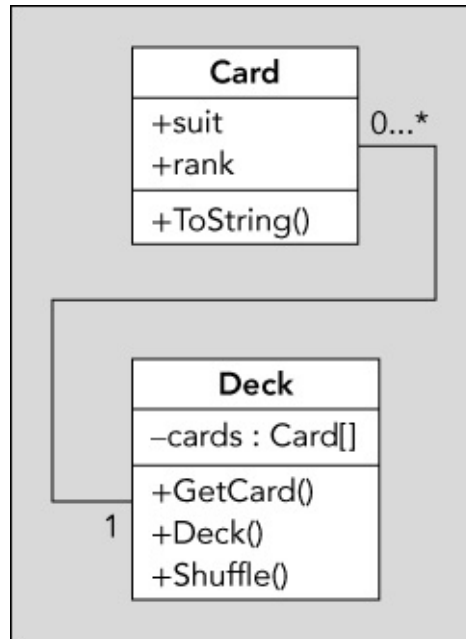 Card
+suit
+rank
0...*
+ToString()
Deck
–cards : Card[]
+GetCard()
1
+Deck()
+Shuffle()